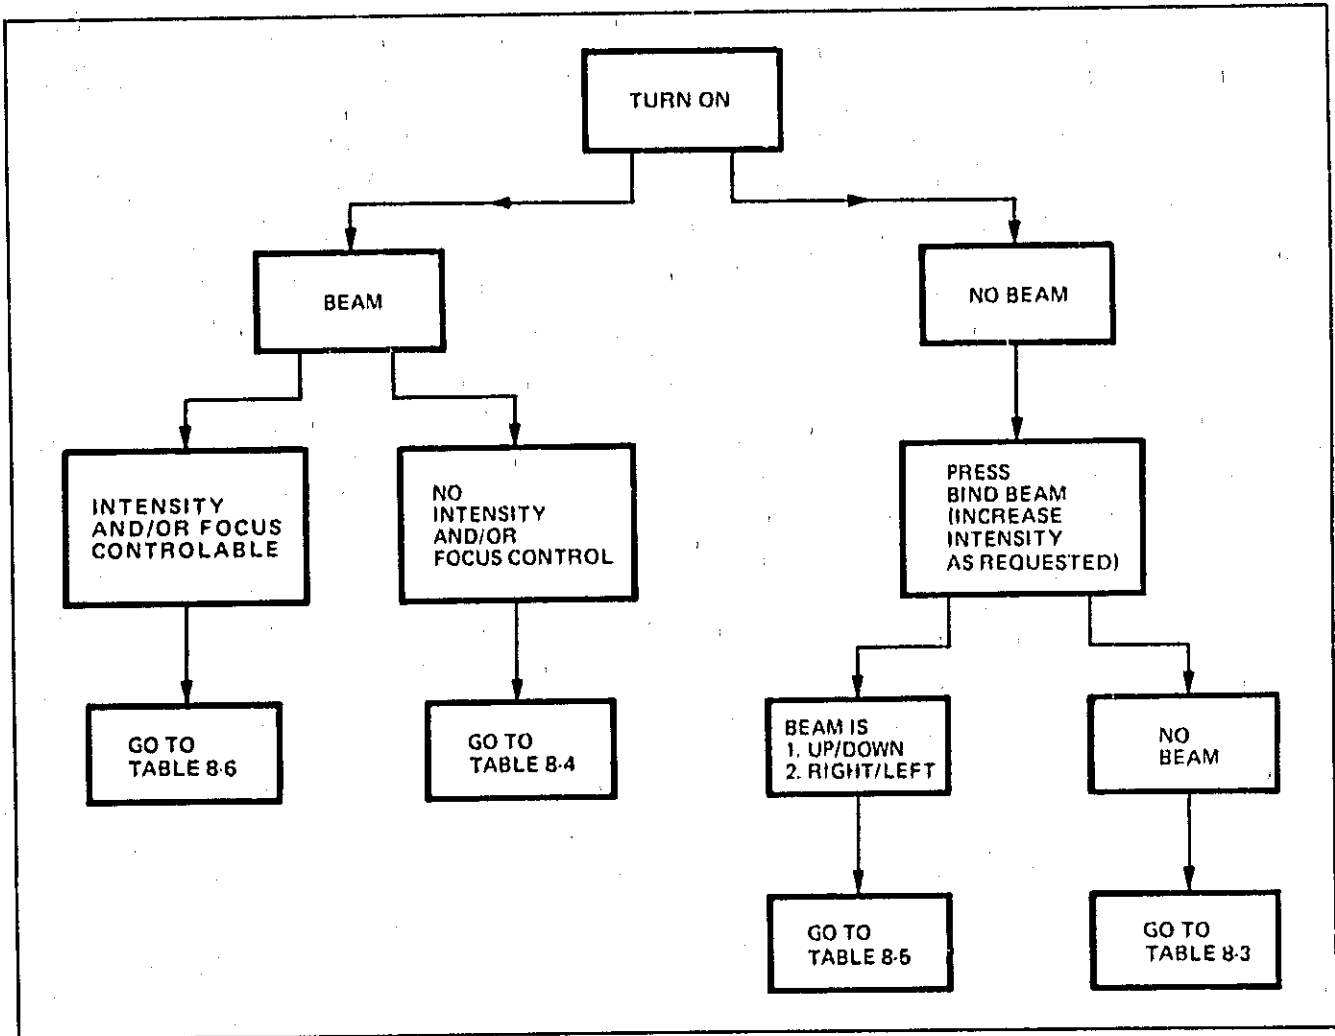 TURN ON
BEAM
NO BEAM
INTENSITY
AND/OR FOCUS
CONTROLABLE
NO
INTENSITY
AND/OR
FOCUS CONTROL
PRESS
BIND BEAM
(INCREASE
INTENSITY
AS REQUESTED)
GO TO
TABLE 8-6
GO TO
TABLE 8-4
BEAM IS
1. UP/DOWN
2. RIGHT/LEFT
NO
BEAM
GO TO
TABLE 8-5
GO TO
TABLE 8-3